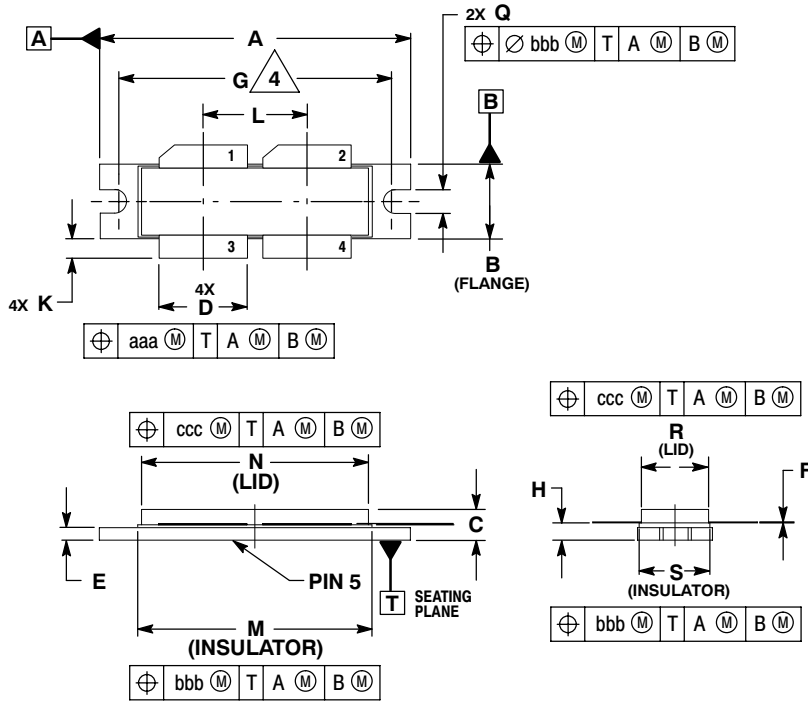 2X Q
⌖ ∅ bbb Ⓜ T A Ⓜ B Ⓜ
A
A
G 4
L
B
1
2
3
4
B
(FLANGE)
4X K
4X
D
⌖ aaa Ⓜ T A Ⓜ B Ⓜ
⌖ ccc Ⓜ T A Ⓜ B Ⓜ
N
(LID)
C
E
PIN 5
T SEATING
PLANE
M
(INSULATOR)
⌖ bbb Ⓜ T A Ⓜ B Ⓜ
⌖ ccc Ⓜ T A Ⓜ B Ⓜ
R
(LID)
H
S
(INSULATOR)
⌖ bbb Ⓜ T A Ⓜ B Ⓜ